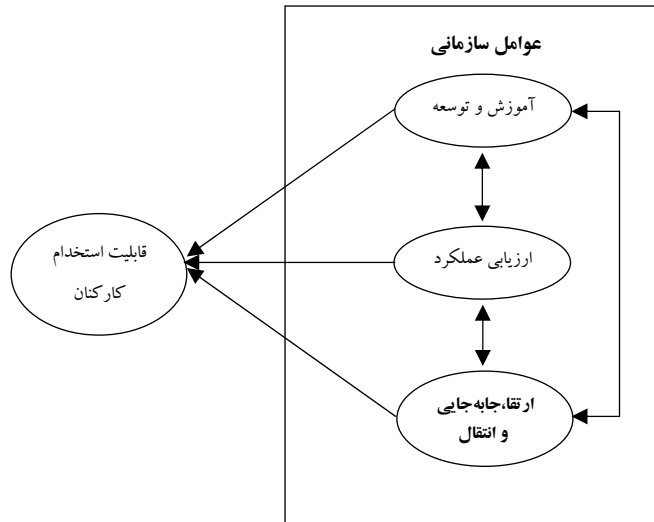 عوامل سازمانی
آموزش و توسعه
ارزیابی عملکرد
قابلیت استخدام
کارکنان
ارتقا،جابه‌جایی
و انتقال